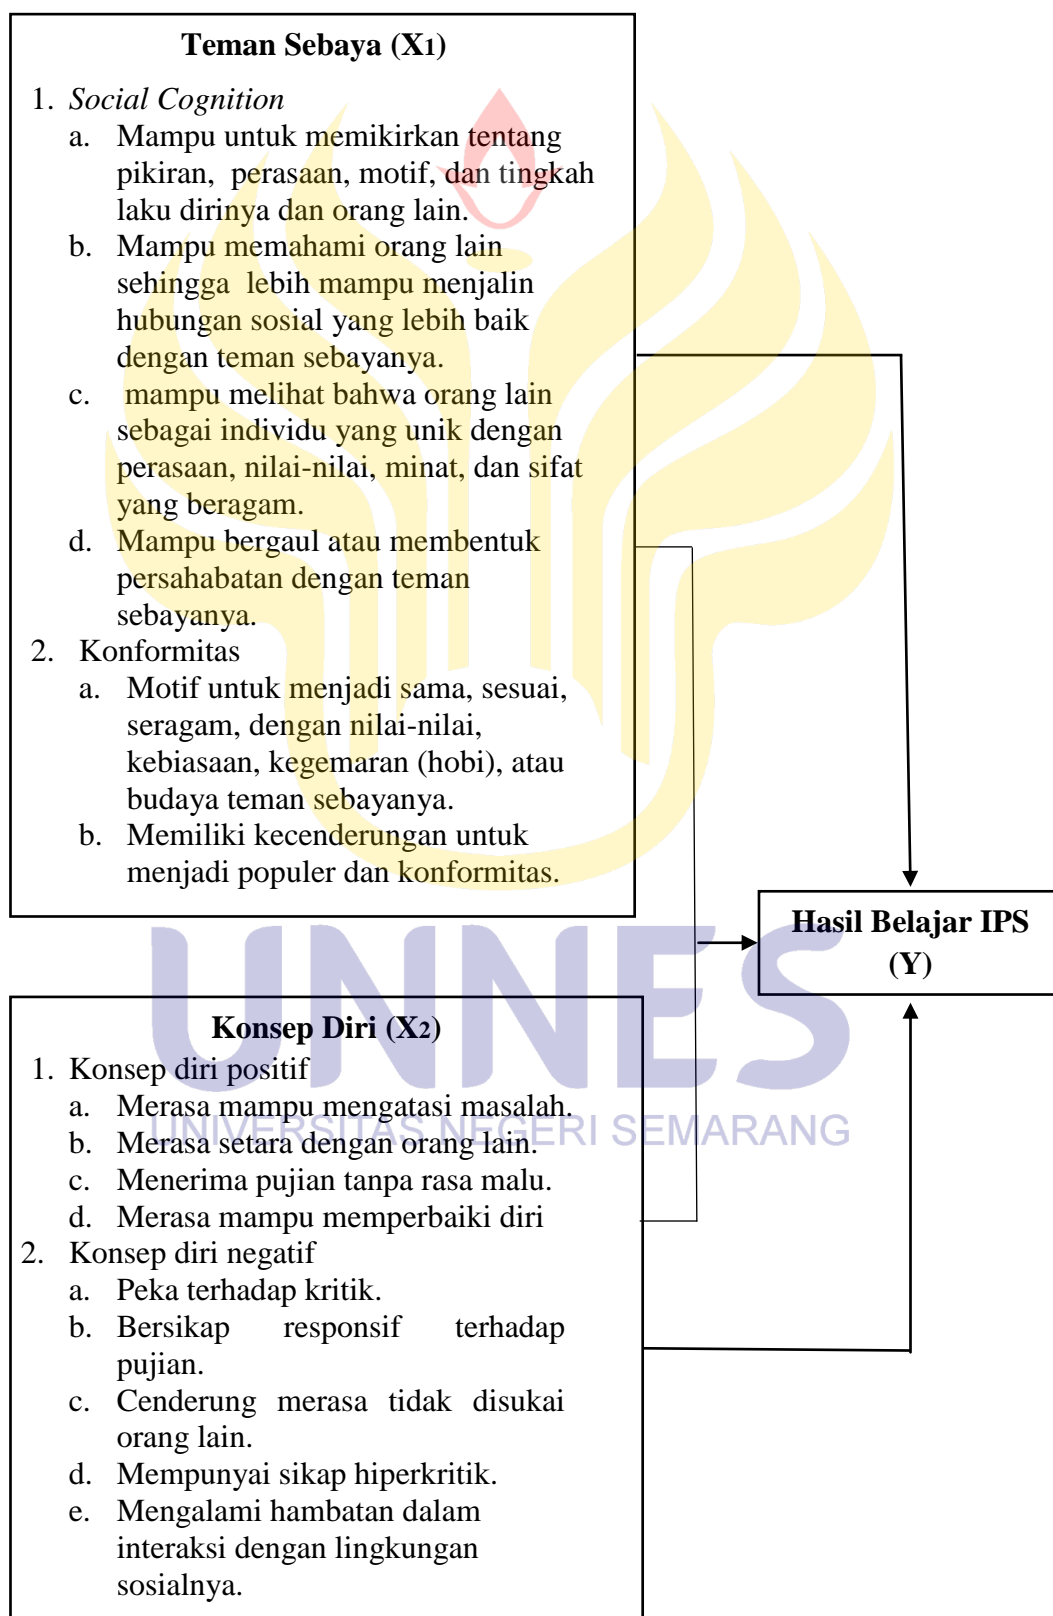 Teman Sebaya (X1)
1. Social Cognition
a. Mampu untuk memikirkan tentang
pikiran, perasaan, motif, dan tingkah
laku dirinya dan orang lain.
b. Mampu memahami orang lain
sehingga lebih mampu menjalin
hubungan sosial yang lebih baik
dengan teman sebayanya.
c. mampu melihat bahwa orang lain
sebagai individu yang unik dengan
perasaan, nilai-nilai, minat, dan sifat
yang beragam.
d. Mampu bergaul atau membentuk
persahabatan dengan teman
sebayanya.
2. Konformitas
a. Motif untuk menjadi sama, sesuai,
seragam, dengan nilai-nilai,
kebiasaan, kegemaran (hobi), atau
budaya teman sebayanya.
b. Memiliki kecenderungan untuk
menjadi populer dan konformitas.
Hasil Belajar IPS
(Y)
UNNES
UNIVERSITAS NEGERI SEMARANG
Konsep Diri (X2)
1. Konsep diri positif
a. Merasa mampu mengatasi masalah.
b. Merasa setara dengan orang lain.
c. Menerima pujian tanpa rasa malu.
d. Merasa mampu memperbaiki diri
2. Konsep diri negatif
a. Peka terhadap kritik.
b. Bersikap responsif terhadap
pujian.
c. Cenderung merasa tidak disukai
orang lain.
d. Mempunyai sikap hiperkritik.
e. Mengalami hambatan dalam
interaksi dengan lingkungan
sosialnya.